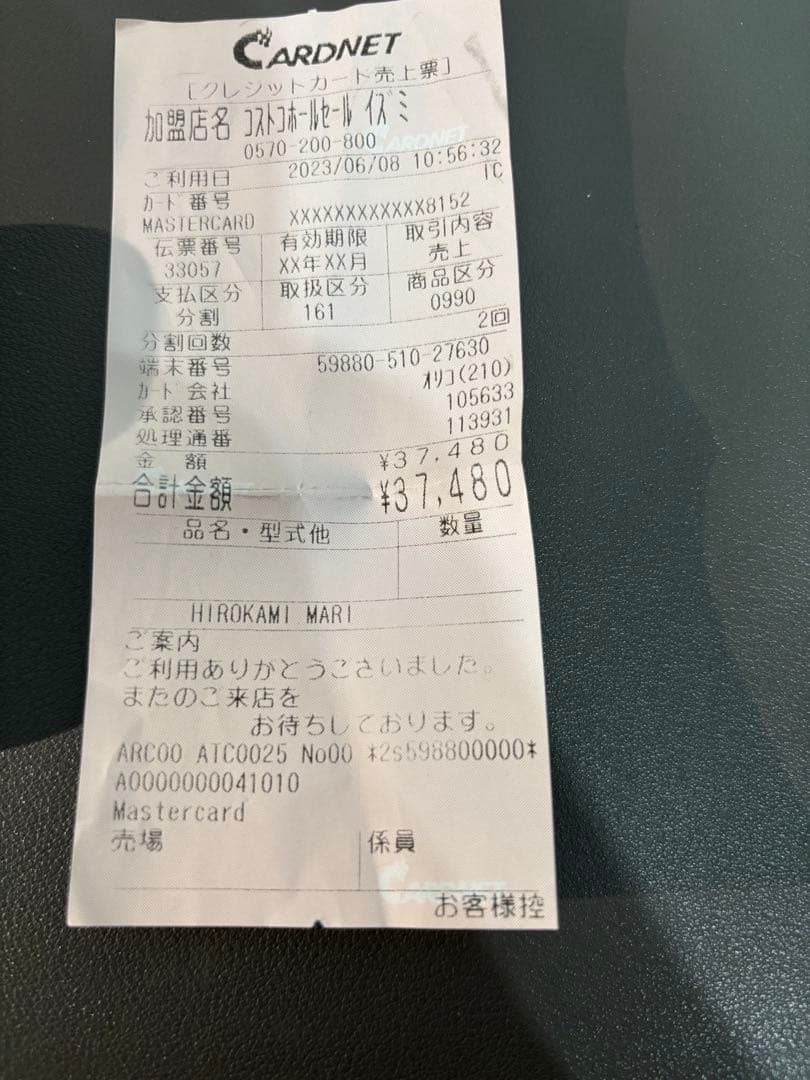 CARDNET
[クレジットカード売上票]
加盟店名 ｺｽﾄｺﾎｰﾙｾｰﾙ ｲｽﾞﾐ
0570-200-800
ご利用日 2023/06/08 10:56:32
ｶｰﾄﾞ番号 IC
MASTERCARD XXXXXXXXXXXX8152
伝票番号 有効期限 取引内容
33057 XX年XX月 売上
支払区分 取扱区分 商品区分
分割 161 0990
分割回数 2回
端末番号 59880-510-27630
ｶｰﾄﾞ会社 ｵﾘｺ(210)
承認番号 105633
処理通番 113931
金 額 ¥37,480
合計金額 ¥37,480
品名・型式他 数量
HIROKAMI MARI
ご案内
ご利用ありがとうございました。
またのご来店を
お待ちしております。
ARC00 ATC0025 No00 *2s598800000*
A0000000041010
Mastercard
売場 係員
CARDNET
お客様控